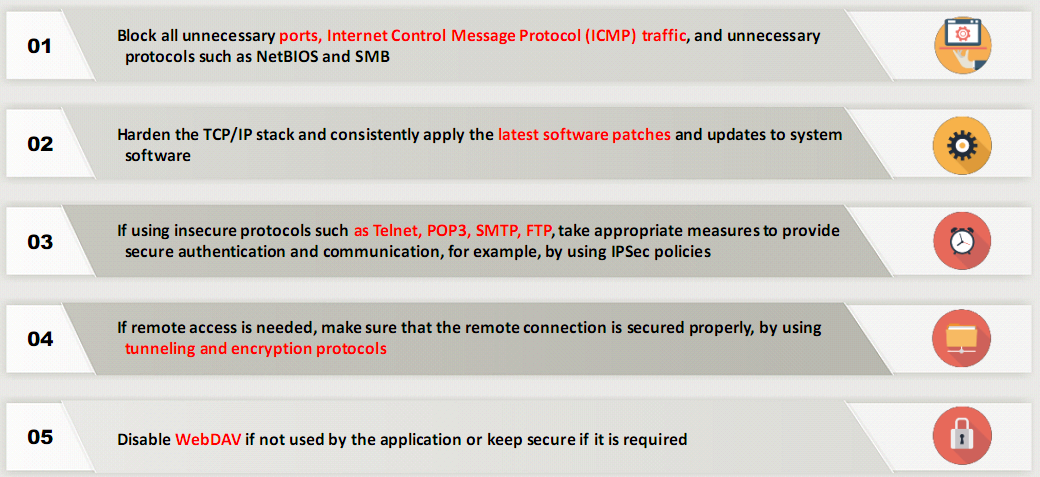 01
Block all unnecessary ports, Internet Control Message Protocol (ICMP) traffic, and unnecessary
protocols such as NetBIOS and SMB
02
Harden the TCP/IP stack and consistently apply the latest software patches and updates to system
software
03
If using insecure protocols such as Telnet, POP3, SMTP, FTP, take appropriate measures to provide
secure authentication and communication, for example, by using IPSec policies
04
If remote access is needed, make sure that the remote connection is secured properly, by using
tunneling and encryption protocols
05
Disable WebDAV if not used by the application or keep secure if it is required